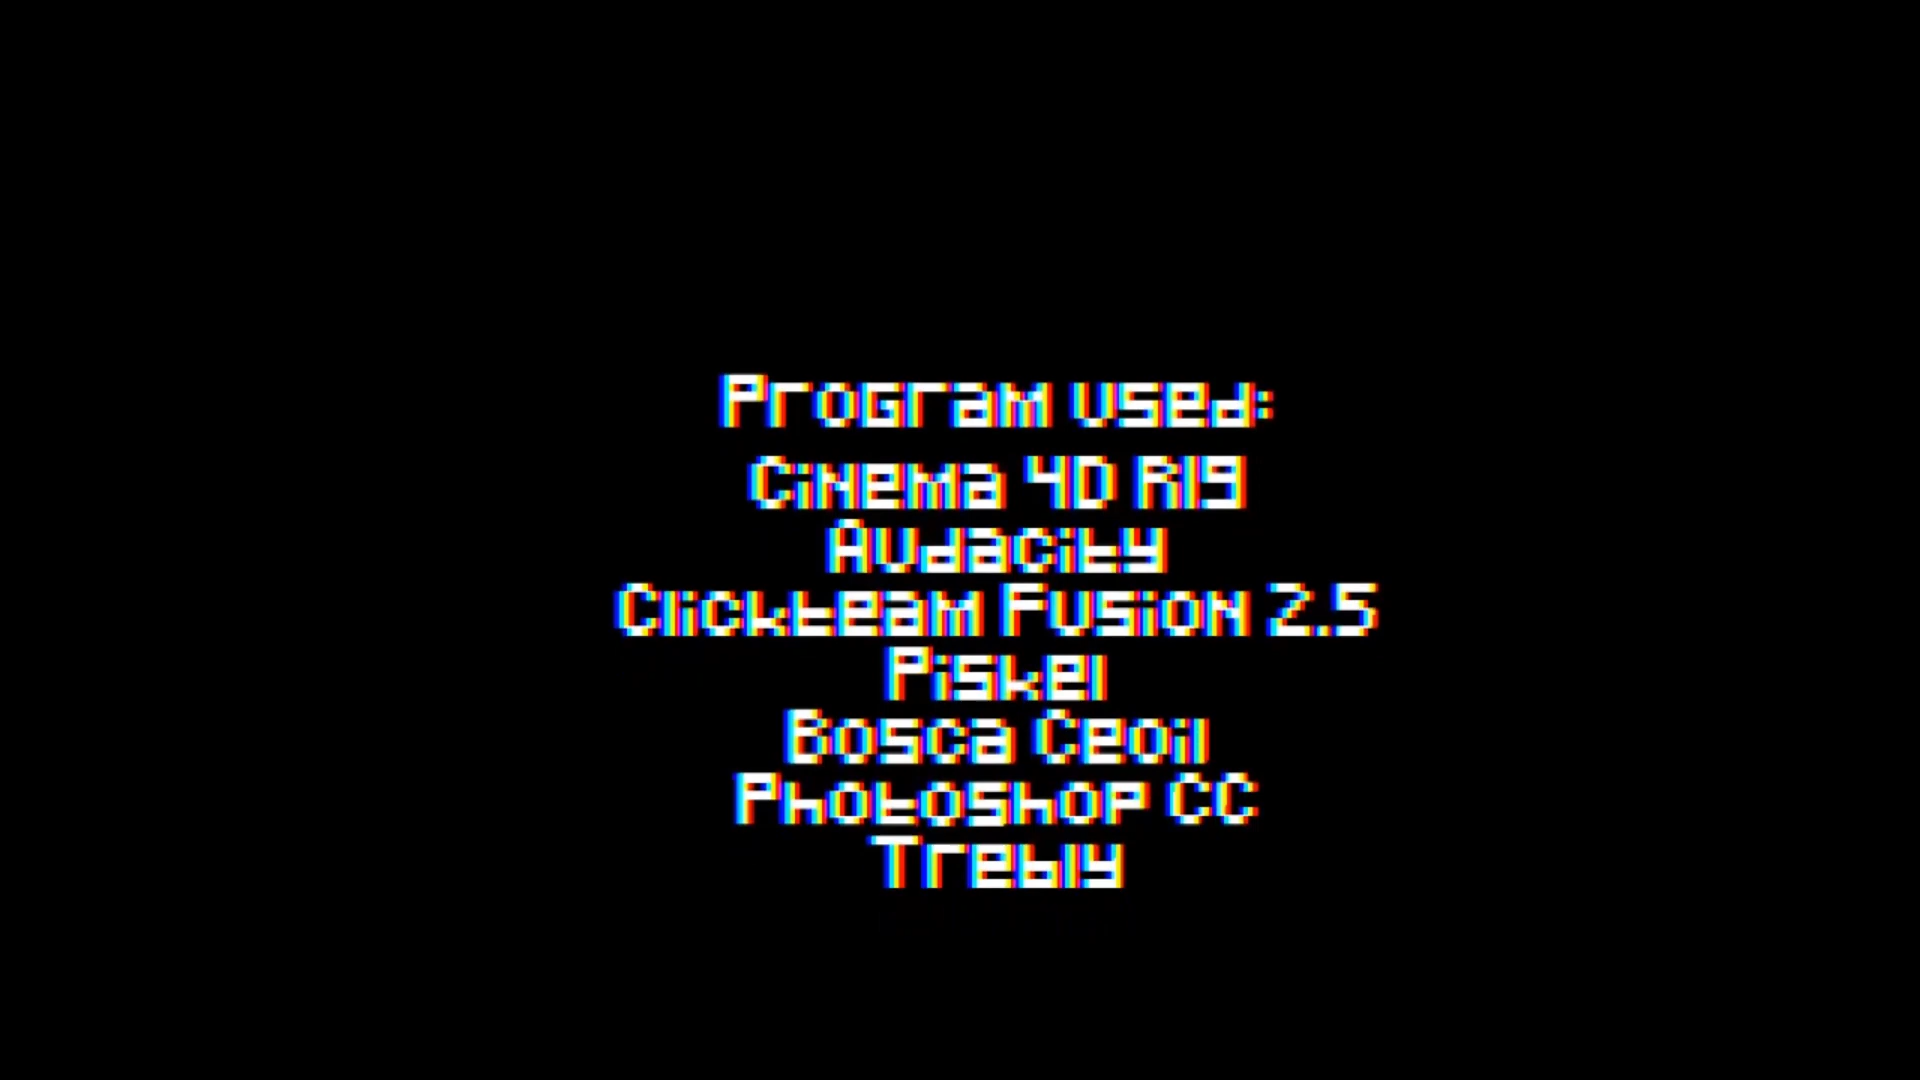 Program used:
Cinema 4D R19
Audacity
Clickteam Fusion 2.5
Piskel
Bosca Ceoil
Photoshop CC
Trebly